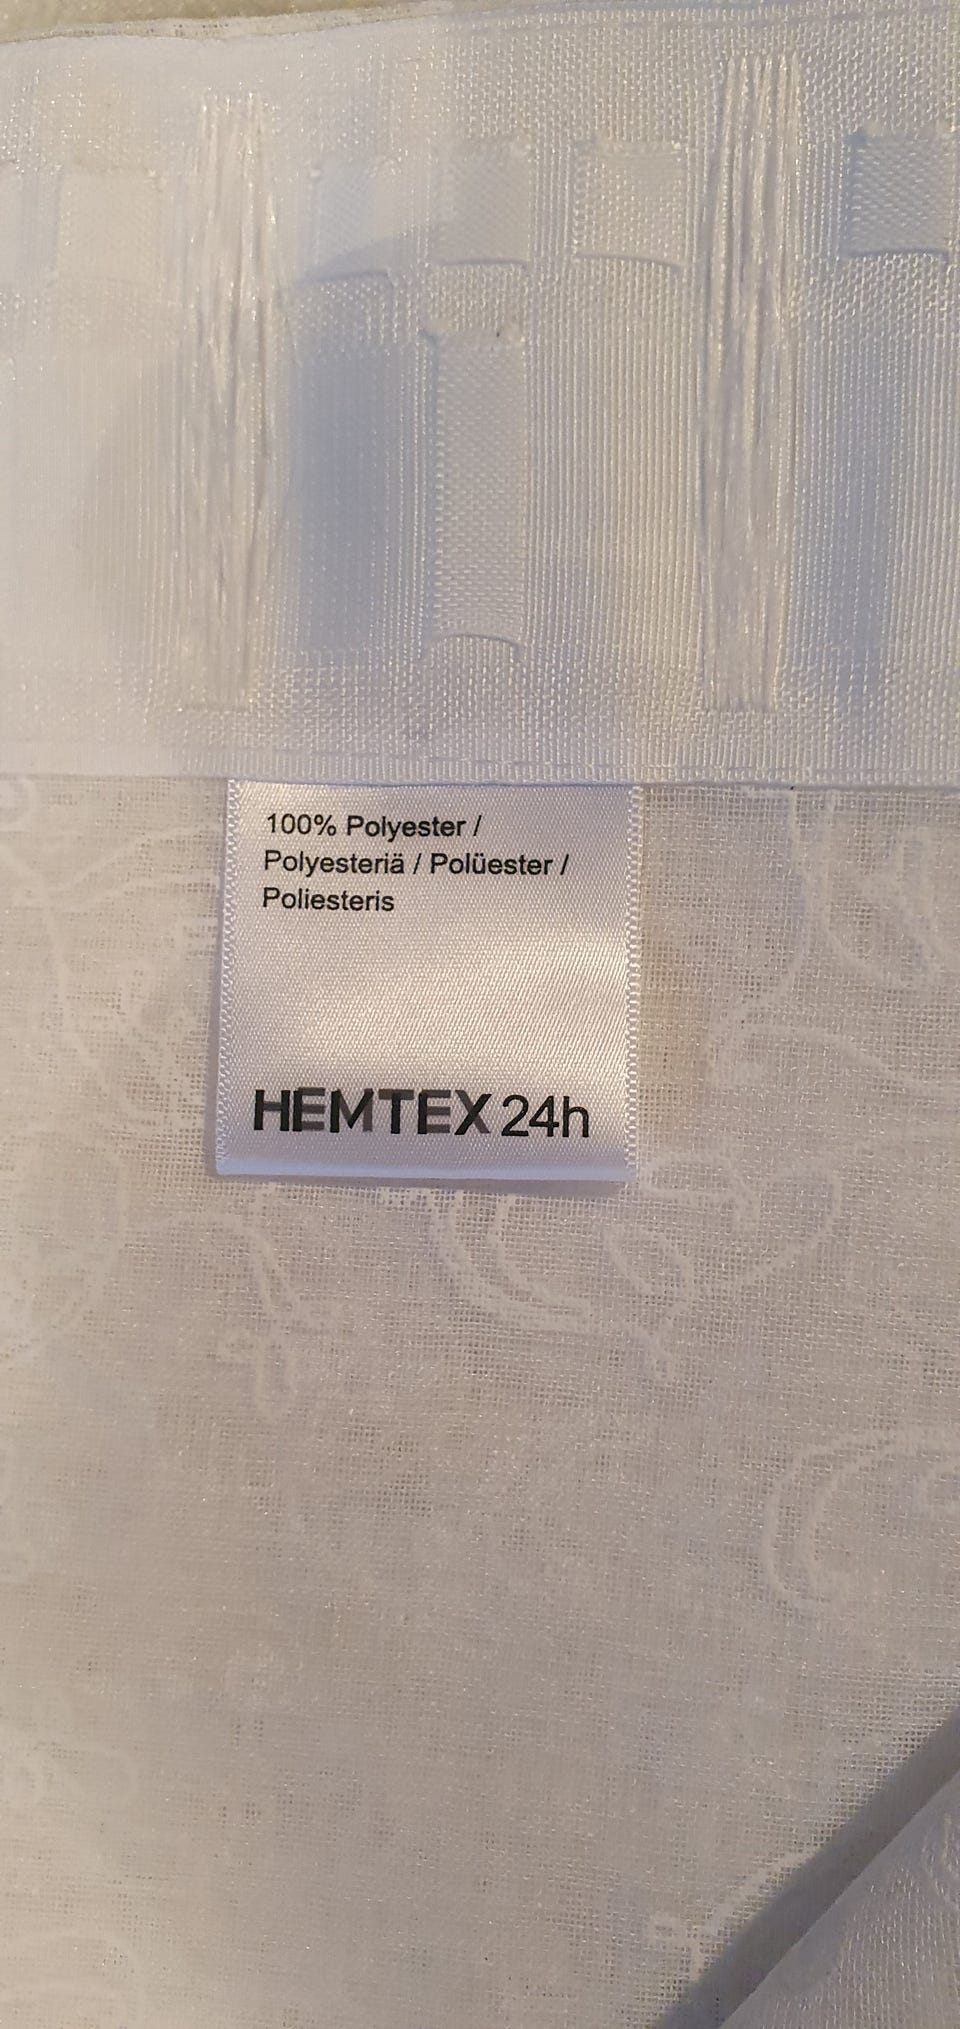 100% Polyester /
Polyesteriä / Polüester /
Poliesteris
HEMTEX 24h